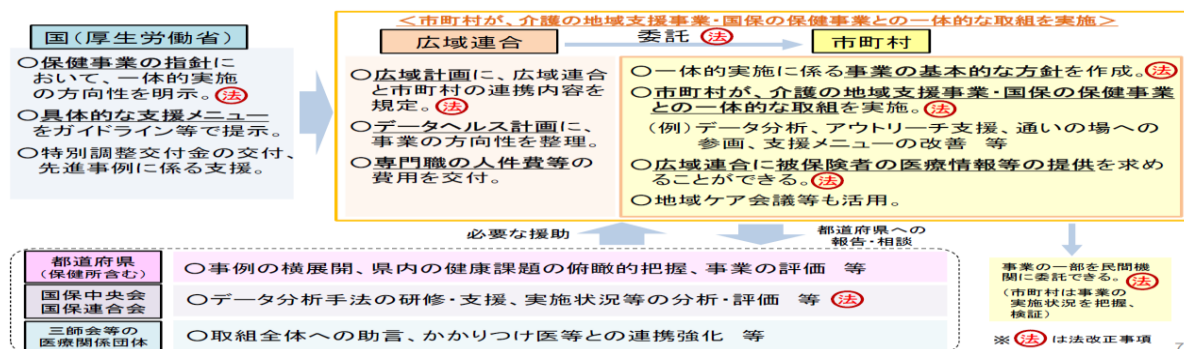 <市町村が、介護の地域支援事業・国保の保健事業との一体的な取組を実施>
国(厚生労働省)
○保健事業の指針に
おいて、一体的実施
の方向性を明示。法
○具体的な支援メニュー
をガイドライン等で提示。
○特別調整交付金の交付、
先進事例に係る支援。
広域連合
委託 法
市町村
○広域計画に、広域連合
と市町村の連携内容を
規定。法
○データヘルス計画に、
事業の方向性を整理。
○専門職の人件費等の
費用を交付。
○一体的実施に係る事業の基本的な方針を作成。法
○市町村が、介護の地域支援事業・国保の保健事業
との一体的な取組を実施。法
(例)データ分析、アウトリーチ支援、通いの場への
参画、支援メニューの改善 等
○広域連合に被保険者の医療情報等の提供を求め
ることができる。法
○地域ケア会議等も活用。
必要な援助
都道府県への
報告・相談
都道府県
(保健所含む)
○事例の横展開、県内の健康課題の俯瞰的把握、事業の評価 等
国保中央会
国保連合会
○データ分析手法の研修・支援、実施状況等の分析・評価 等 法
三師会等の
医療関係団体
○取組全体への助言、かかりつけ医等との連携強化 等
事業の一部を民間機
関に委託できる。法
(市町村は事業の
実施状況を把握、
検証)
※法は法改正事項
7